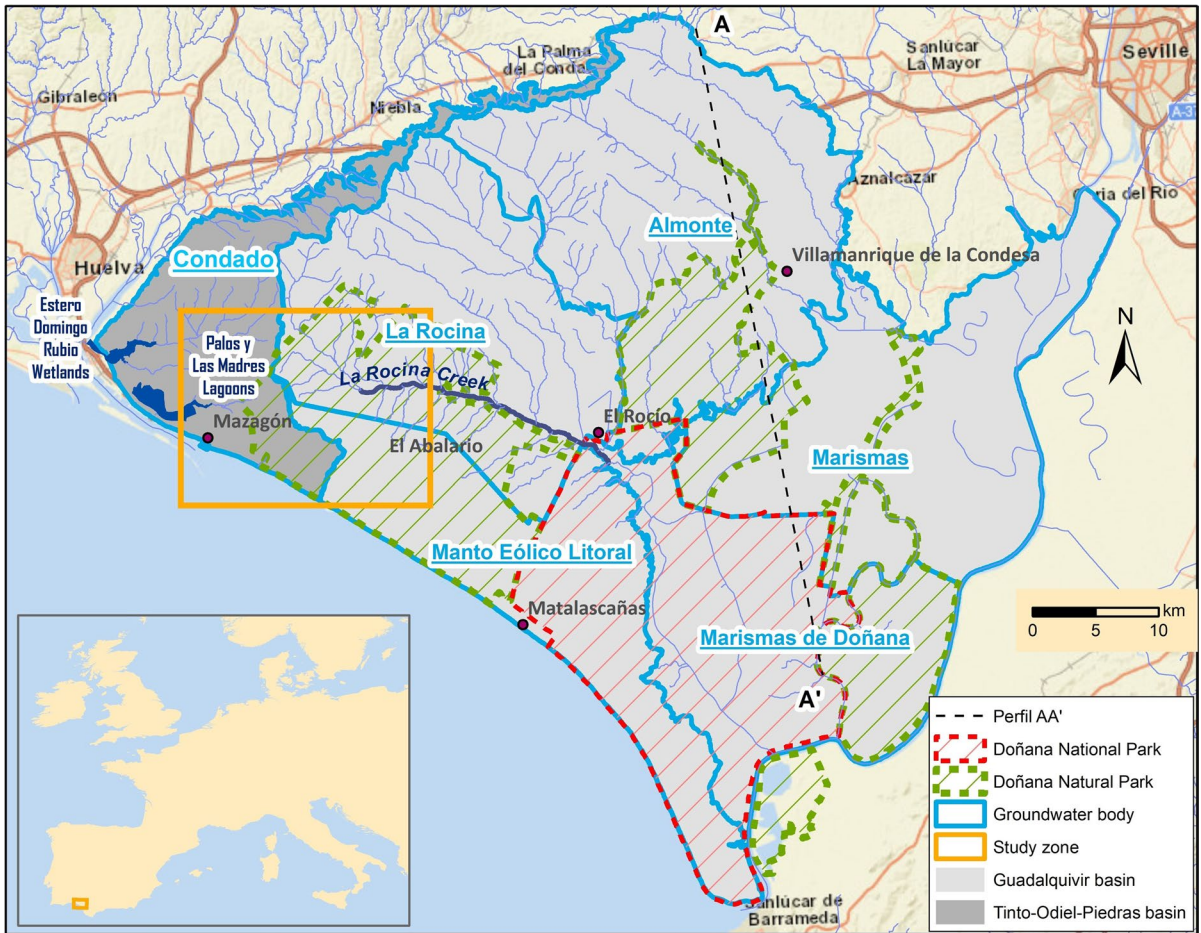 A
Sanlúcar
La Mayor
Seville
La Palma
del Conda
Gibraleón
Niebla
A-3
Aznalcázar
Coria del Río
Almonte
Villamanrique de la Condesa
Condado
Huelva
Estero
Domingo
Rubio
Wetlands
Palos y
Las Madres
Lagoons
La Rocina
La Rocina Creek
N
Mazagón
El Abalario
El Rocío
Marismas
Manto Eólico Litoral
Matalascañas
Marismas de Doñana
km
0 5 10
A'
Sanlúcar de
Barrameda
Perfil AA'
Doñana National Park
Doñana Natural Park
Groundwater body
Study zone
Guadalquivir basin
Tinto-Odiel-Piedras basin